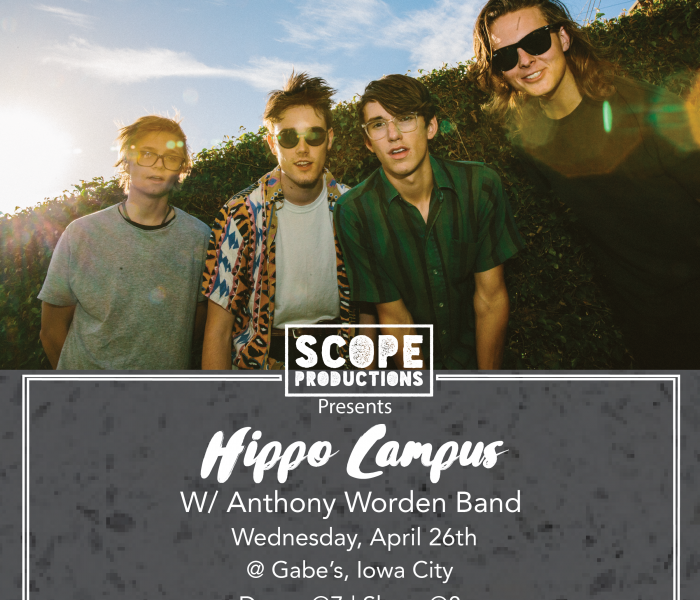 SCOPE
PRODUCTIONS
Presents
Hippo Campus
W/ Anthony Worden Band
Wednesday, April 26th
@ Gabe's, Iowa City